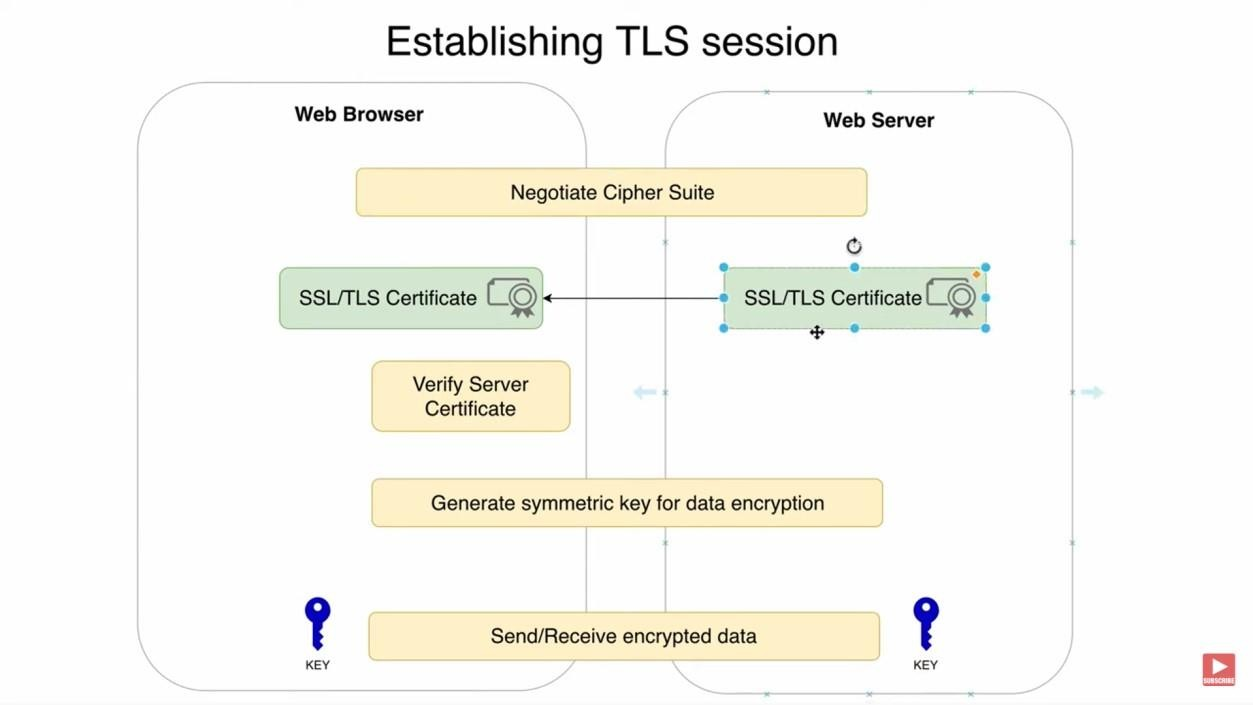 Establishing TLS session
Web Browser
Web Server
Negotiate Cipher Suite
SSL/TLS Certificate
SSL/TLS Certificate
Verify Server
Certificate
Generate symmetric key for data encryption
Send/Receive encrypted data
KEY
KEY
SUBSCRIBE